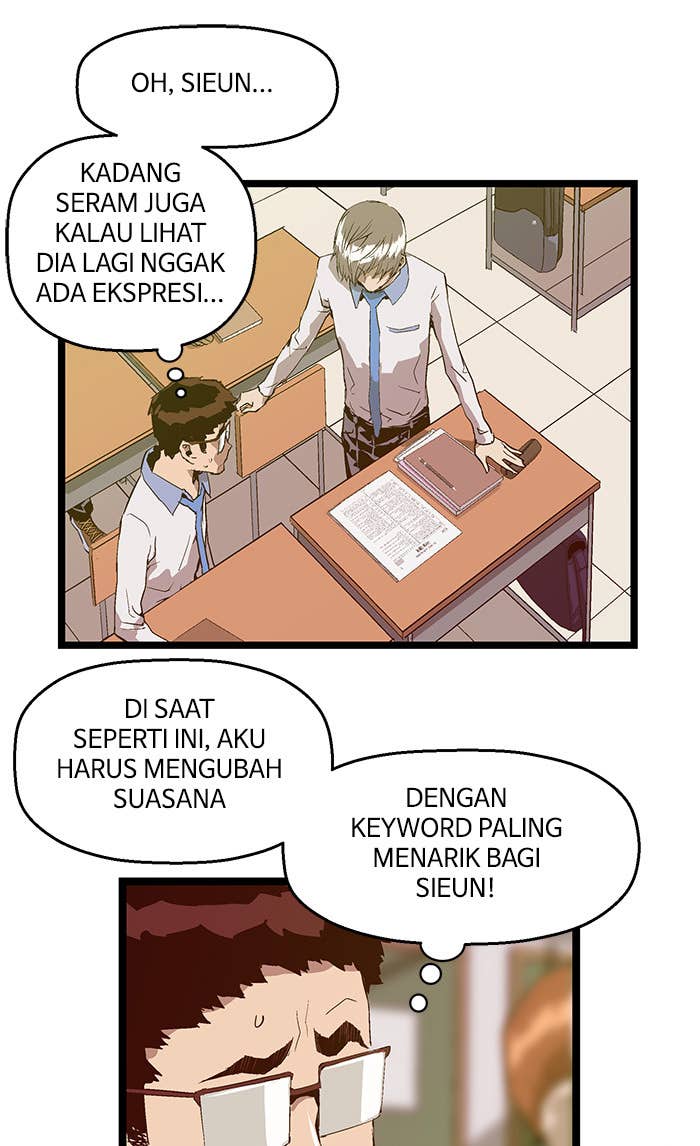 OH, SIEUN...
KADANG
SERAM JUGA
KALAU LIHAT
DIA LAGI NGGAK
ADA EKSPRESI...
DI SAAT
SEPERTI INI, AKU
HARUS MENGUBAH
SUASANA
DENGAN
KEYWORD PALING
MENARIK BAGI
SIEUN!